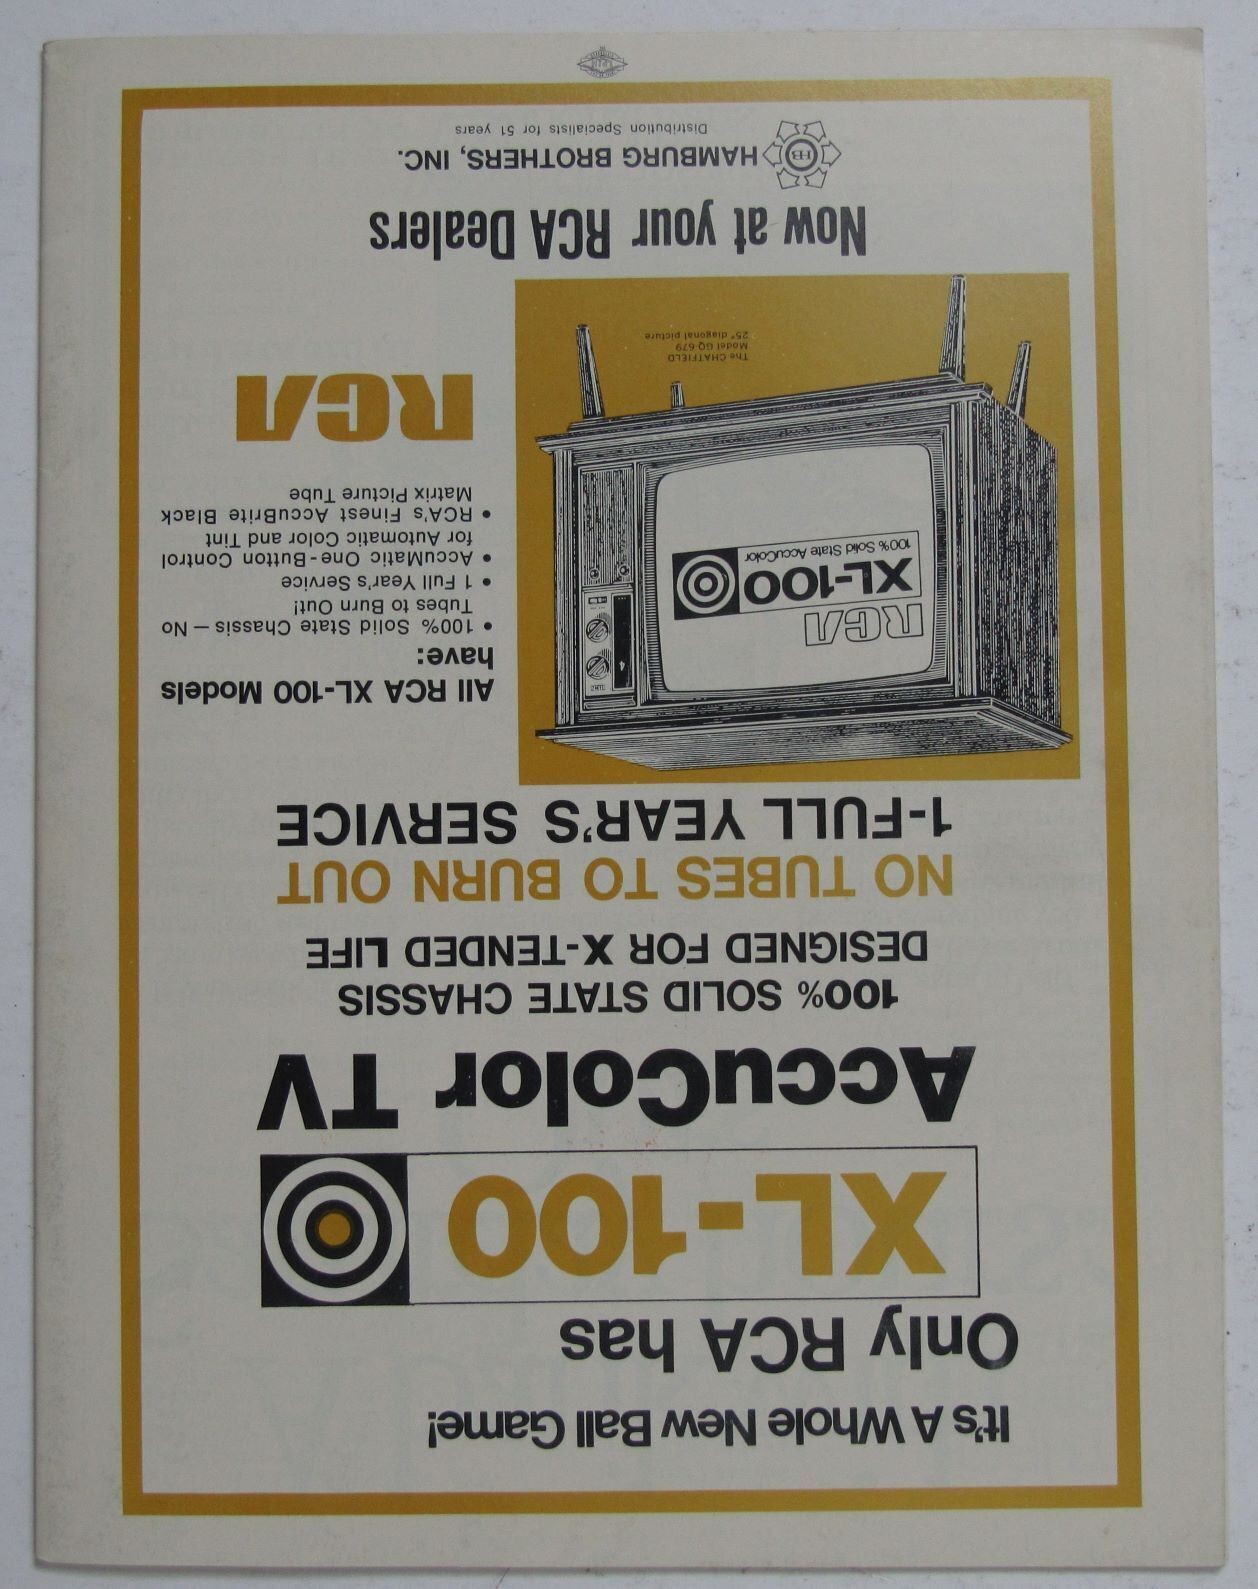 It's A Whole New Ball Game!
Only RCA has
XL-100
AccuColor TV
100% SOLID STATE CHASSIS
DESIGNED FOR X-TENDED LIFE
NO TUBES TO BURN OUT
1-FULL YEAR'S SERVICE
RCA
XL-100
100% Solid State AccuColor
The CHATFIELD
Model GQ-679
25" diagonal picture
All RCA XL-100 Models
have:
• 100% Solid State Chassis — No
Tubes to Burn Out!
• 1 Full Year's Service
• AccuMatic One-Button Control
for Automatic Color and Tint
• RCA's Finest AccuBrite Black
Matrix Picture Tube
RCA
Now at your RCA Dealers
HB
HAMBURG BROTHERS, INC.
Distribution Specialists for 51 years